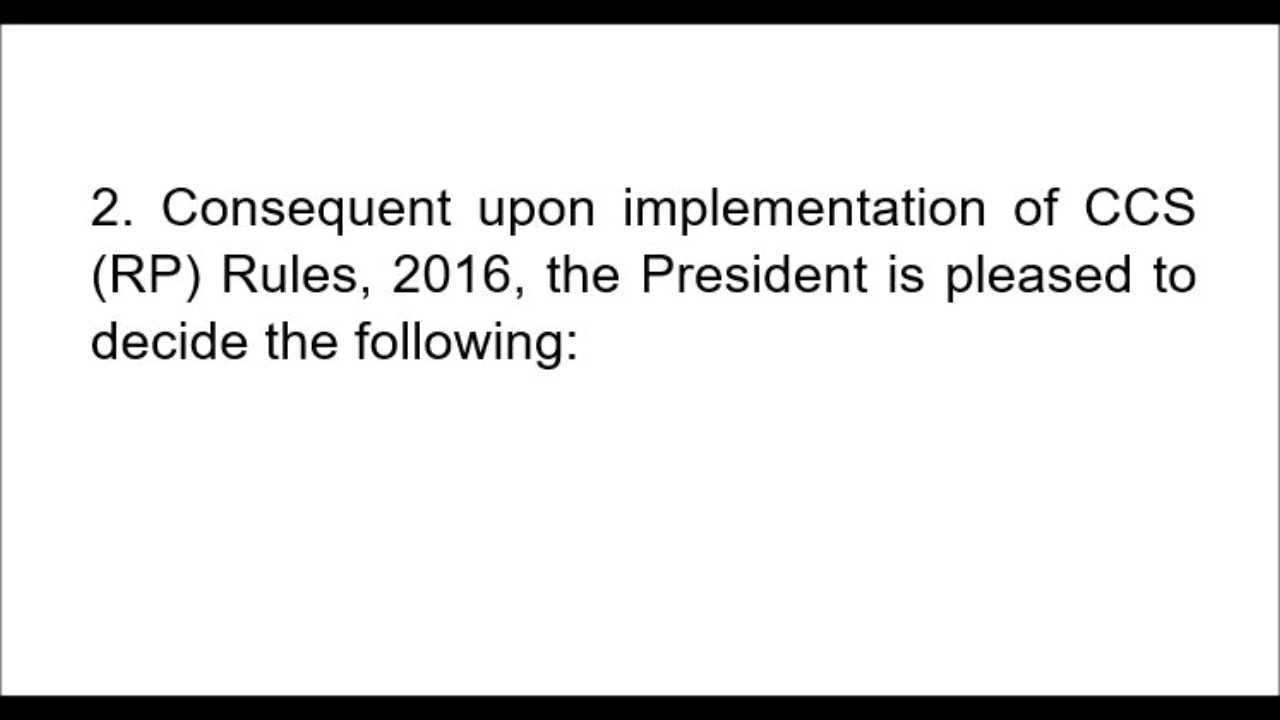 2. Consequent upon implementation of CCS
(RP) Rules, 2016, the President is pleased to
decide the following: